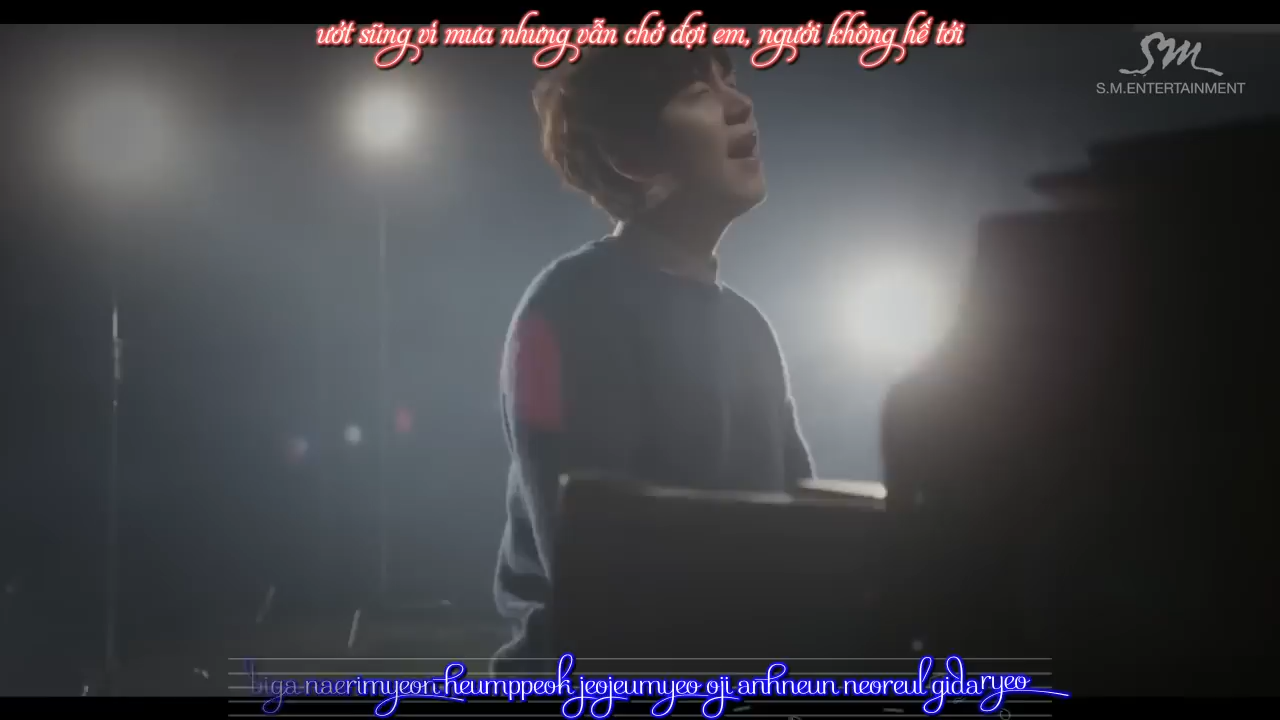 ướt sũng vì mưa nhưng vẫn chờ đợi em, người không hề tới
SM
S.M.ENTERTAINMENT
biga naerimyeon heumppeok jeojeumyeo oji anhneun neoreul gidaryeo